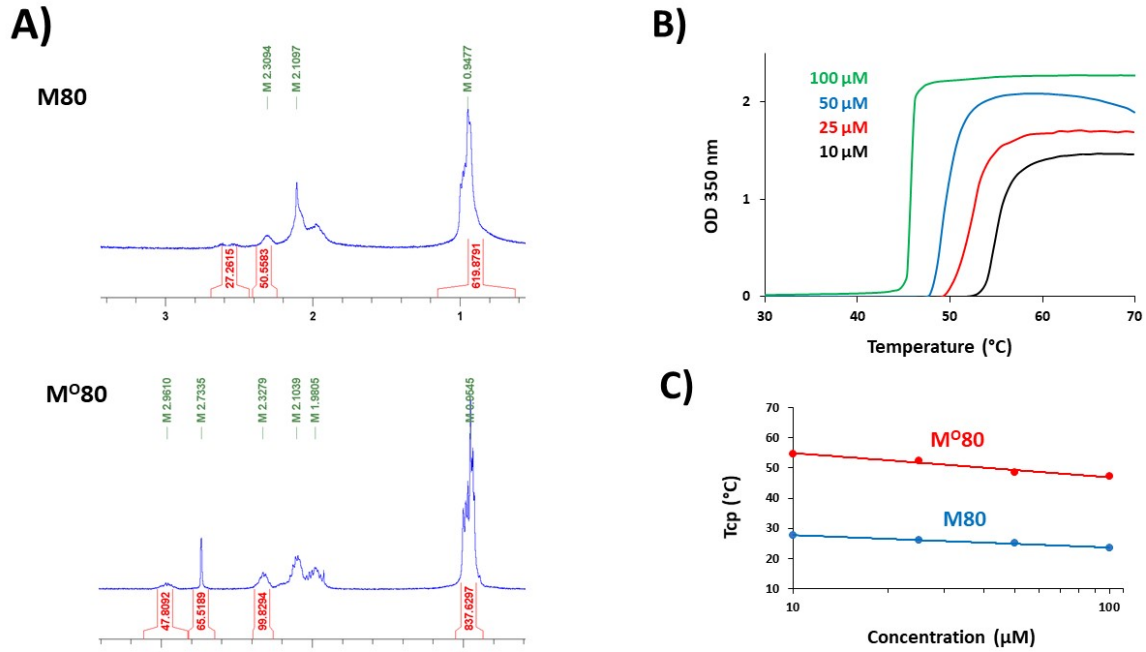 A)
M80
M 2.3094
M 2.1097
M 0.9477
27.2615
50.5583
619.8791
3
2
1
Mᴼ80
M 2.9610
M 2.7335
M 2.3279
M 2.1039
M 1.9805
M 0.9545
47.8092
65.5189
99.8294
837.6297
B)
OD 350 nm
2
1
0
100 µM
50 µM
25 µM
10 µM
30
40
50
60
70
Temperature (°C)
C)
Tcp (°C)
70
60
50
40
30
20
10
Mᴼ80
M80
10
100
Concentration (µM)